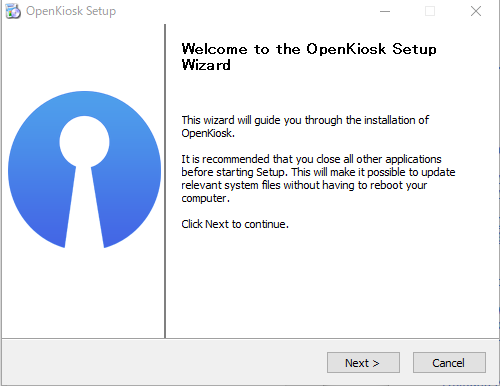 OpenKiosk Setup
Welcome to the OpenKiosk Setup
Wizard
This wizard will guide you through the installation of
OpenKiosk.
It is recommended that you close all other applications
before starting Setup. This will make it possible to update
relevant system files without having to reboot your
computer.
Click Next to continue.
Next >
Cancel